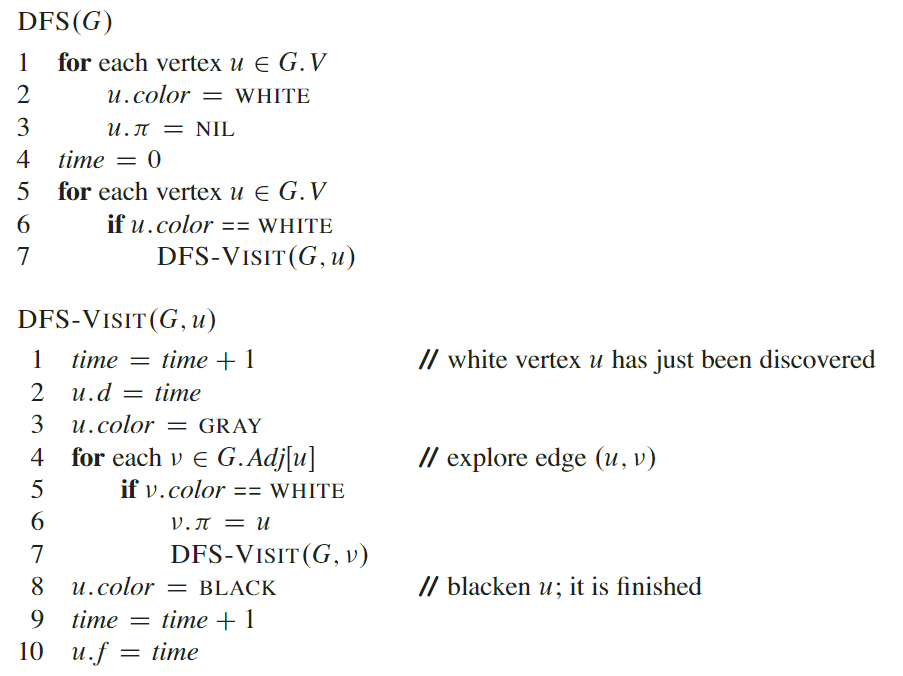 DFS(G)
1 for each vertex u ∈ G.V
2 u.color = WHITE
3 u.π = NIL
4 time = 0
5 for each vertex u ∈ G.V
6 if u.color == WHITE
7 DFS-VISIT(G, u)
DFS-VISIT(G, u)
1 time = time + 1 // white vertex u has just been discovered
2 u.d = time
3 u.color = GRAY
4 for each v ∈ G.Adj[u] // explore edge (u, v)
5 if v.color == WHITE
6 v.π = u
7 DFS-VISIT(G, v)
8 u.color = BLACK // blacken u; it is finished
9 time = time + 1
10 u.f = time